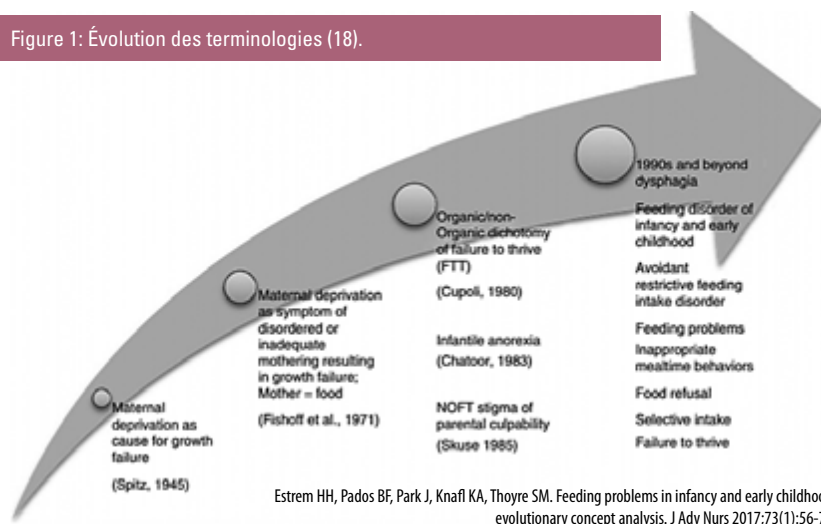 Figure 1: Évolution des terminologies (18).
Maternal
deprivation as
cause for growth
failure
(Spitz, 1945)
Maternal deprivation
as symptom of
disordered or
inadequate
mothering resulting
in growth failure;
Mother = food
(Fishoff et al., 1971)
Organic/non-
Organic dichotomy
of failure to thrive
(FTT)
(Cupoli, 1980)
Infantile anorexia
(Chatoor, 1983)
NOFT stigma of
parental culpability
(Skuse 1985)
1990s and beyond
dysphagia
Feeding disorder of
infancy and early
childhood
Avoidant
restrictive feeding
intake disorder
Feeding problems
Inappropriate
mealtime behaviors
Food refusal
Selective intake
Failure to thrive
Estrem HH, Pados BF, Park J, Knafl KA, Thoyre SM. Feeding problems in infancy and early childhoo
evolutionary concept analysis. J Adv Nurs 2017;73(1):56-